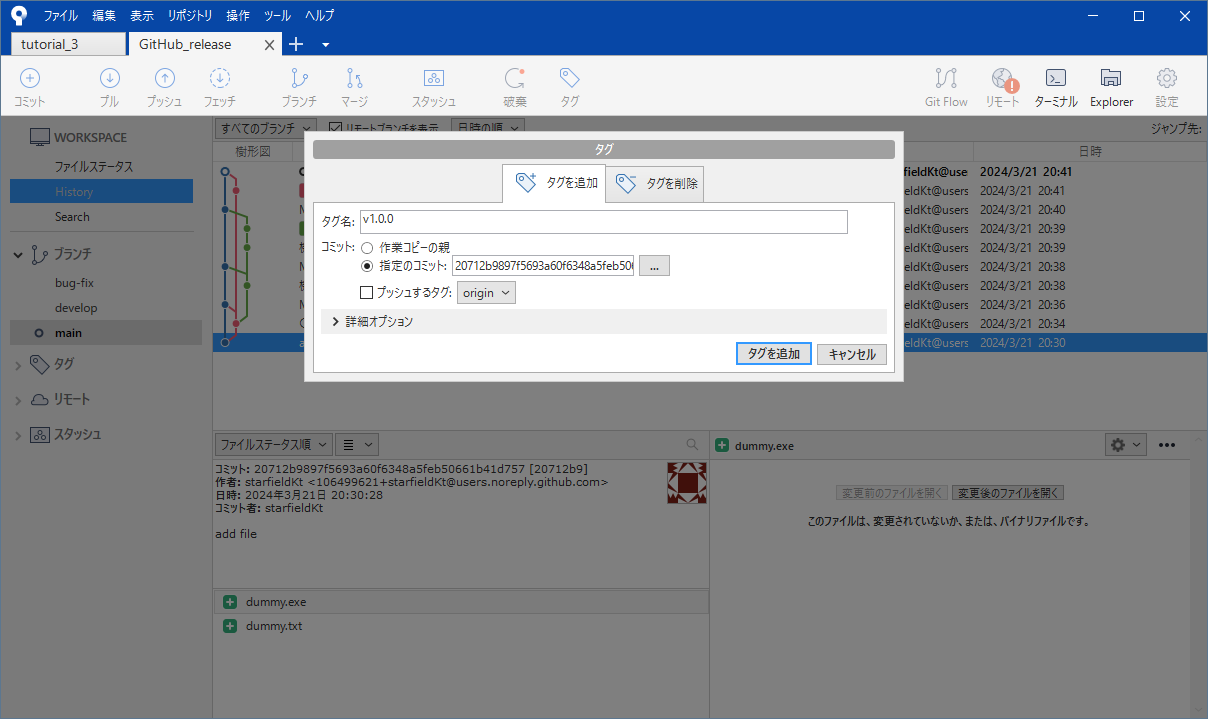 ファイル 編集 表示 リポジトリ 操作 ツール ヘルプ
tutorial_3 GitHub_release
コミット プル プッシュ フェッチ ブランチ マージ スタッシュ 破棄 タグ Git Flow リモート ターミナル Explorer 設定
WORKSPACE
ファイルステータス
History
Search
ブランチ
bug-fix
develop
main
タグ
リモート
スタッシュ
すべてのブランチ リモートブランチを表示 日時の順 ジャンプ先:
樹形図 日時
fieldKt@use 2024/3/21 20:41
eldKt@users 2024/3/21 20:41
eldKt@users 2024/3/21 20:40
eldKt@users 2024/3/21 20:39
eldKt@users 2024/3/21 20:39
eldKt@users 2024/3/21 20:38
eldKt@users 2024/3/21 20:38
eldKt@users 2024/3/21 20:36
eldKt@users 2024/3/21 20:34
eldKt@users 2024/3/21 20:30
タグ
タグを追加 タグを削除
タグ名: v1.0.0
コミット: 作業コピーの親
指定のコミット: 20712b9897f5693a60f6348a5feb506 ...
プッシュするタグ: origin
詳細オプション
タグを追加 キャンセル
ファイルステータス順
コミット: 20712b9897f5693a60f6348a5feb50661b41d757 [20712b9]
作者: starfieldKt <106499621+starfieldKt@users.noreply.github.com>
日時: 2024年3月21日 20:30:28
コミット者: starfieldKt
add file
dummy.exe
dummy.txt
dummy.exe
変更前のファイルを開く 変更後のファイルを開く
このファイルは、変更されていないか、または、バイナリファイルです。